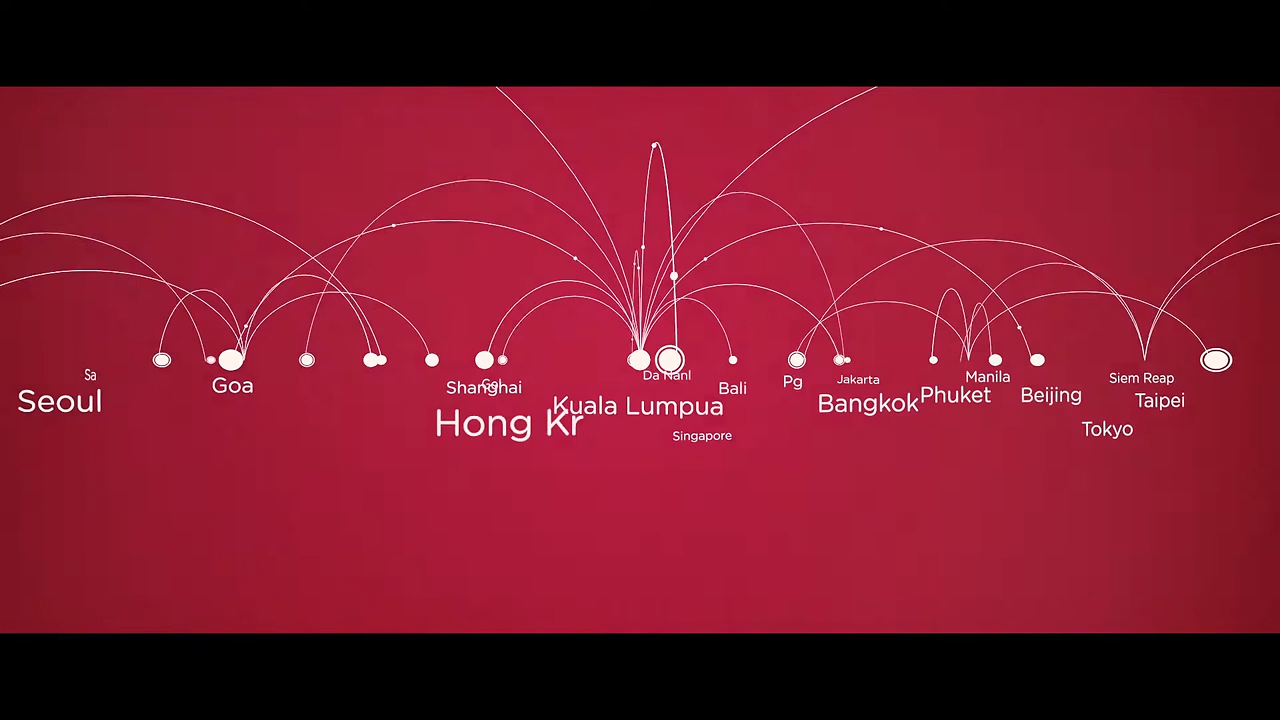 Sa
Seoul
Goa
Shanghai
Hong Kr
Kuala Lumpua
Da Nanl
Singapore
Bali
Pg
Jakarta
Bangkok
Phuket
Manila
Beijing
Siem Reap
Taipei
Tokyo